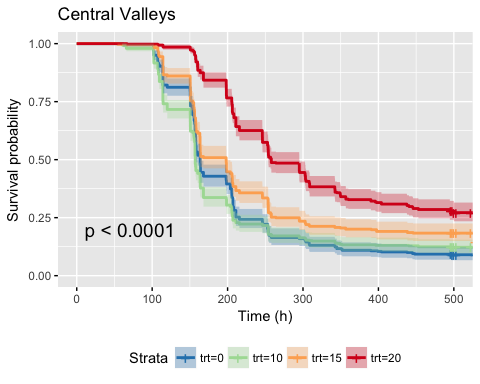 Central Valleys
Survival probability
1.00
0.75
0.50
0.25
0.00
p < 0.0001
0 100 200 300 400 500
Time (h)
Strata trt=0 trt=10 trt=15 trt=20